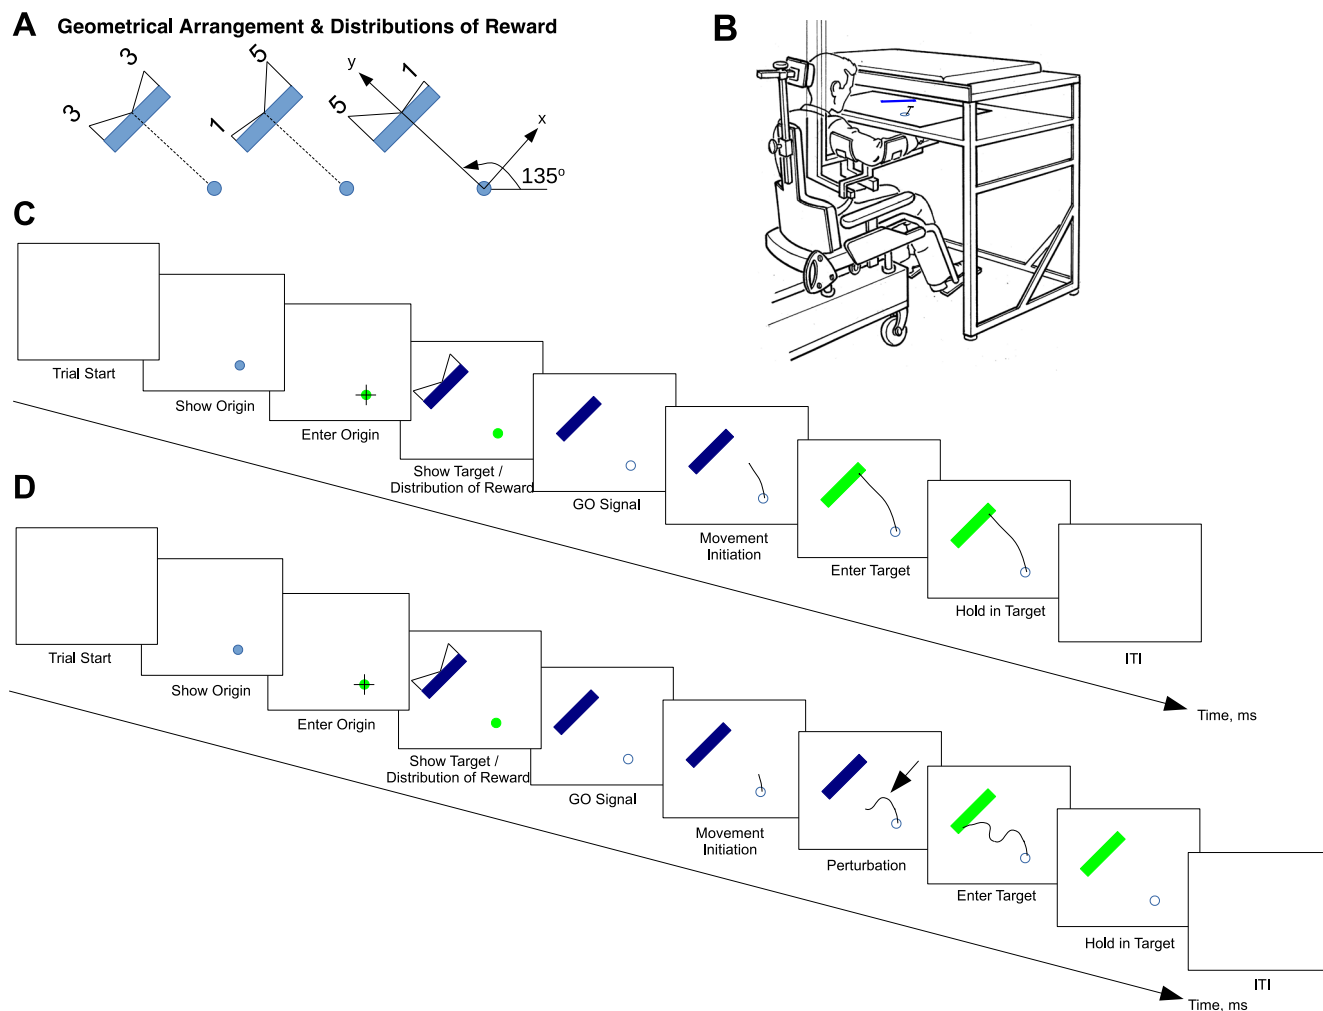 A Geometrical Arrangement & Distributions of Reward
3
3
5
1
y
5
1
x
135°
B
T
C
Trial Start
Show Origin
Enter Origin
Show Target /
Distribution of Reward
GO Signal
Movement
Initiation
Enter Target
Hold in Target
ITI
Time, ms
D
Trial Start
Show Origin
Enter Origin
Show Target /
Distribution of Reward
GO Signal
Movement
Initiation
Perturbation
Enter Target
Hold in Target
ITI
Time, ms